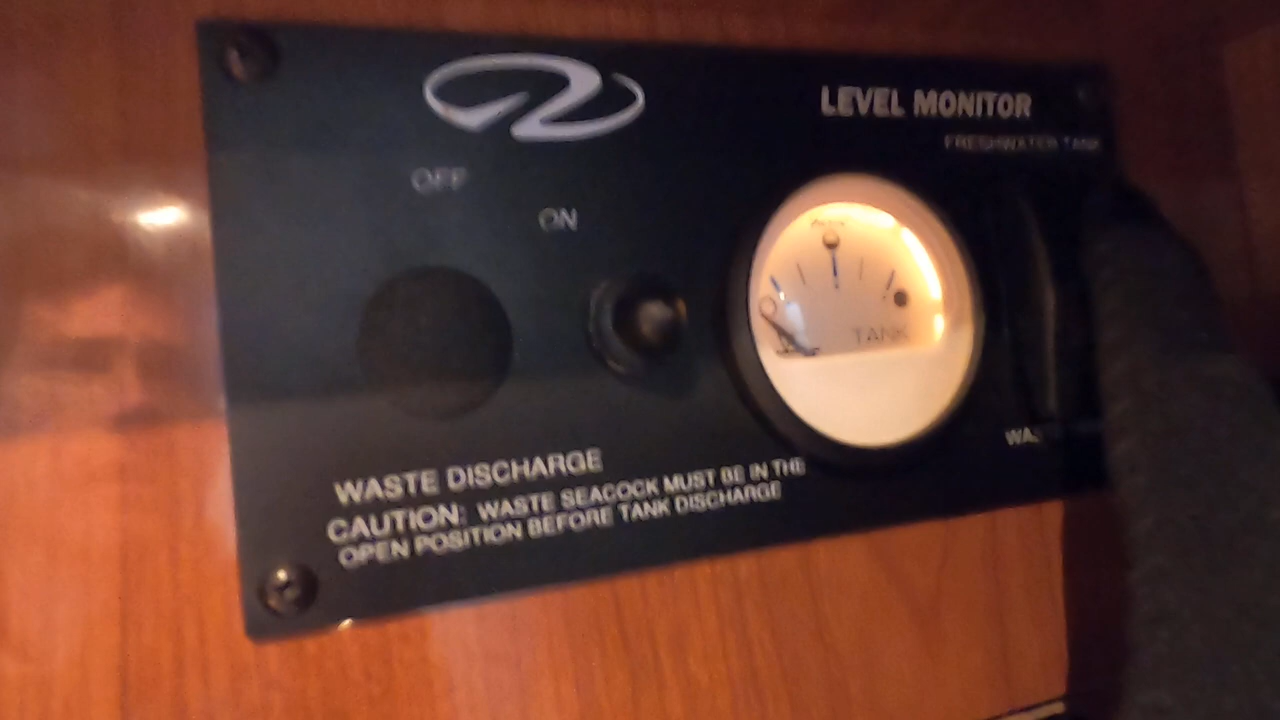 LEVEL MONITOR
FRESHWATER TANK
OFF
ON
TANK
WASTE DISCHARGE
CAUTION: WASTE SEACOCK MUST BE IN THE
OPEN POSITION BEFORE TANK DISCHARGE